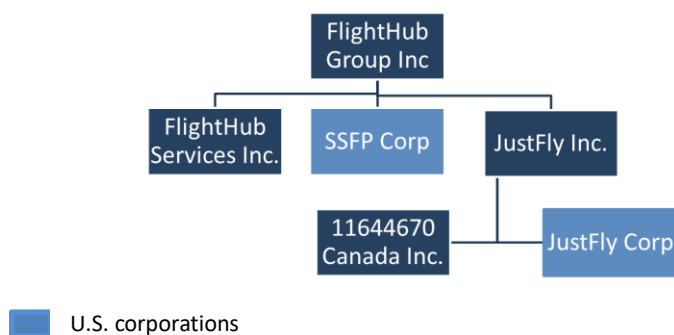 FlightHub
Group Inc
FlightHub
Services Inc.
SSFP Corp
JustFly Inc.
11644670
Canada Inc.
JustFly Corp
U.S. corporations